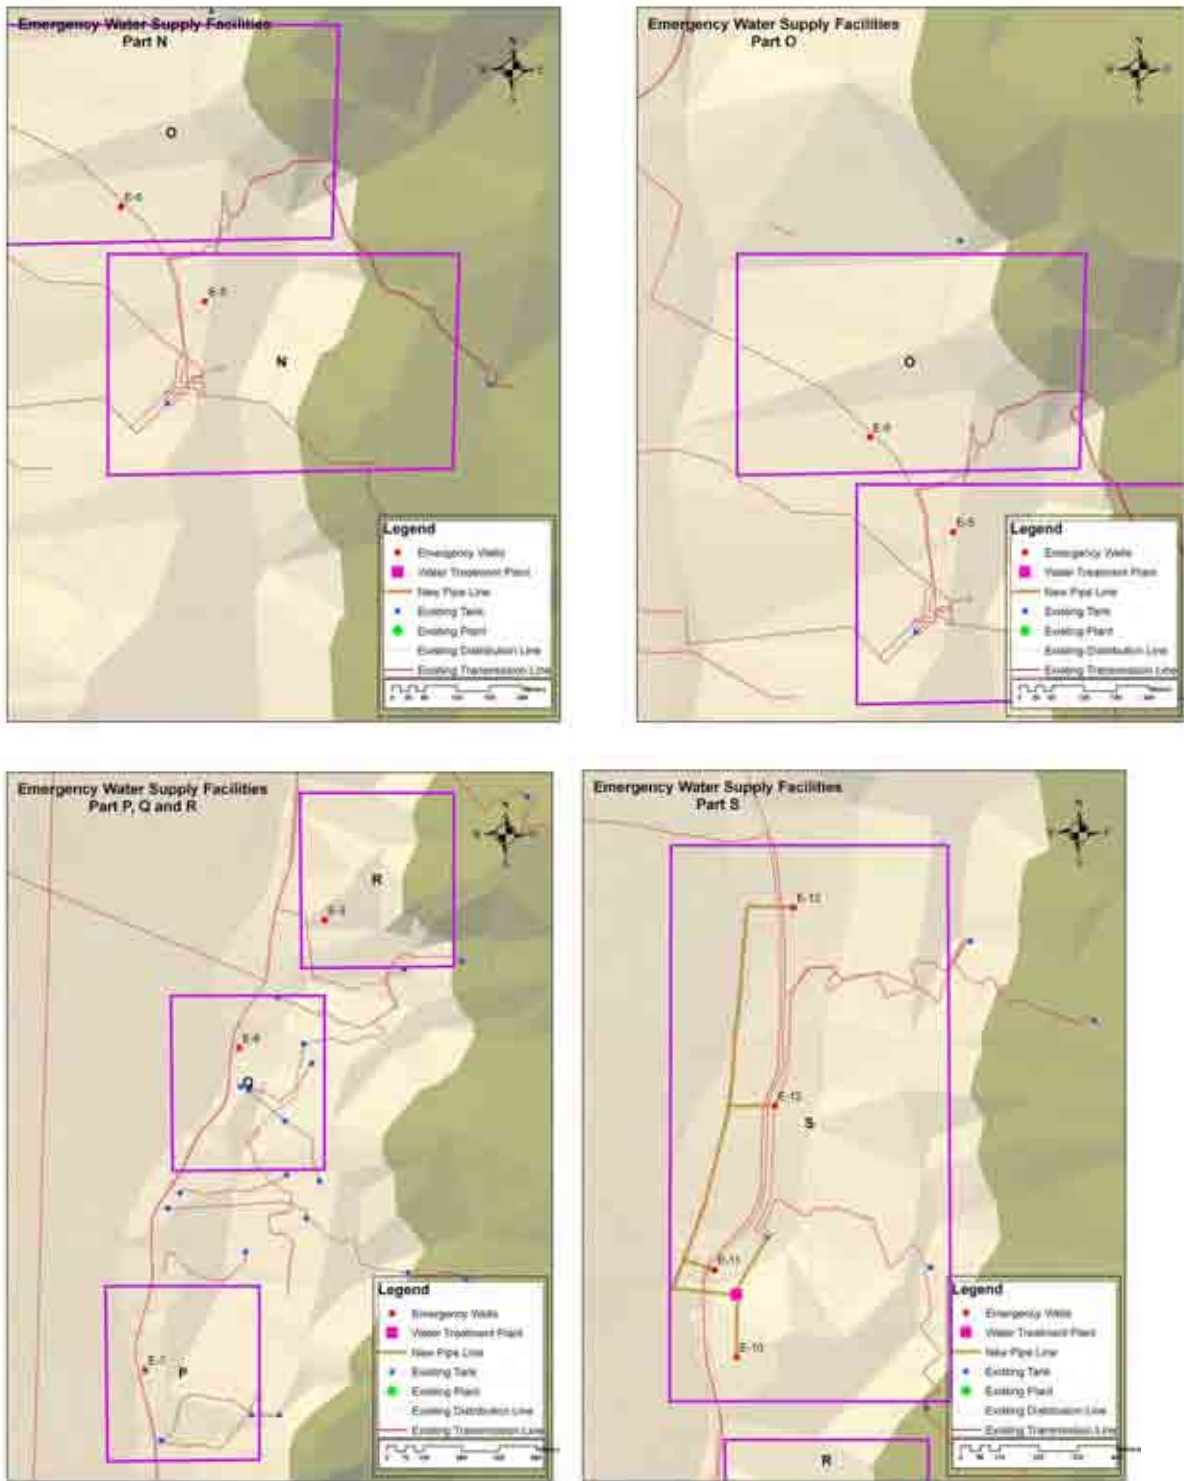 Emergency Water Supply Facilities
Part N
N
O
E-6
E-5
N
Legend
Emergency Wells
Water Treatment Plant
New Pipe Line
Existing Tank
Existing Plant
Existing Distribution Line
Existing Transmission Line
Emergency Water Supply Facilities
Part O
N
O
E-6
E-5
Legend
Emergency Wells
Water Treatment Plant
New Pipe Line
Existing Tank
Existing Plant
Existing Distribution Line
Existing Transmission Line
Emergency Water Supply Facilities
Part P, Q and R
N
R
Q
E-7
P
Legend
Emergency Wells
Water Treatment Plant
New Pipe Line
Existing Tank
Existing Plant
Existing Distribution Line
Existing Transmission Line
Emergency Water Supply Facilities
Part S
N
E-12
S
E-11
E-10
R
Legend
Emergency Wells
Water Treatment Plant
New Pipe Line
Existing Tank
Existing Plant
Existing Distribution Line
Existing Transmission Line